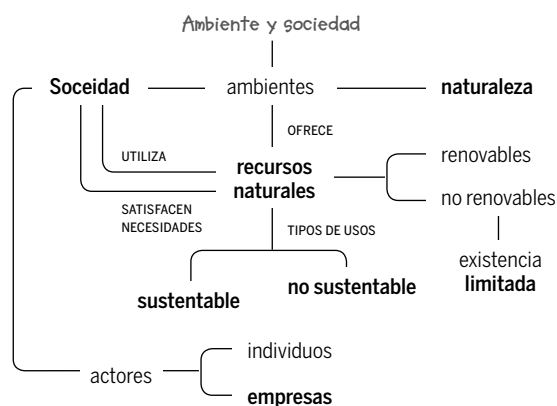 Ambiente y sociedad
Soceidad
ambientes
naturaleza
OFRECE
UTILIZA
recursos
naturales
renovables
no renovables
SATISFACEN
NECESIDADES
TIPOS DE USOS
existencia
limitada
sustentable
no sustentable
actores
individuos
empresas